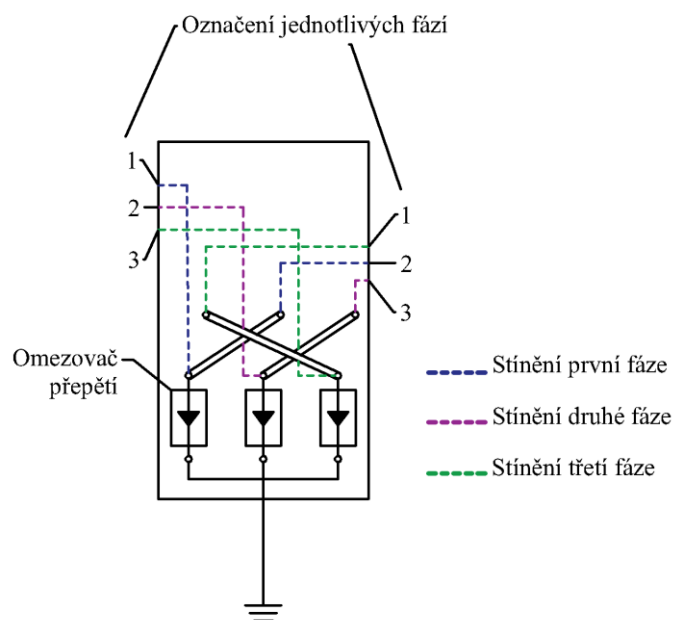 Označení jednotlivých fází
1
2
3
1
2
3
Omezovač
přepětí
Stínění první fáze
Stínění druhé fáze
Stínění třetí fáze